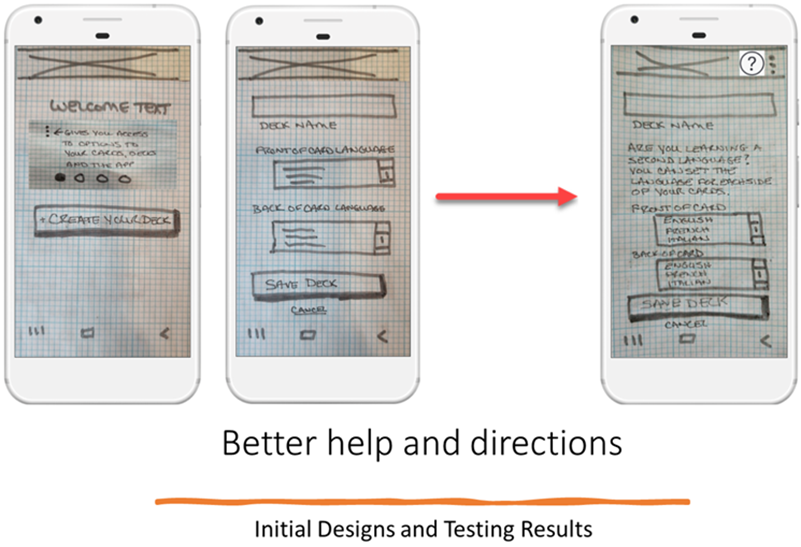 WELCOME TEXT
← GIVES YOU ACCESS
TO OPTIONS TO
YOUR CARDS, DECKS
AND THE APP
+ CREATE YOUR DECK
DECK NAME
FRONT OF CARD LANGUAGE
BACK OF CARD LANGUAGE
SAVE DECK
CANCEL
?
DECK NAME
ARE YOU LEARNING A
SECOND LANGUAGE?
YOU CAN SET THE
LANGUAGE FOR EACH SIDE
OF YOUR CARDS.
FRONT OF CARD
ENGLISH
FRENCH
ITALIAN
BACK OF CARD
ENGLISH
FRENCH
ITALIAN
SAVE DECK
CANCEL
Better help and directions
Initial Designs and Testing Results